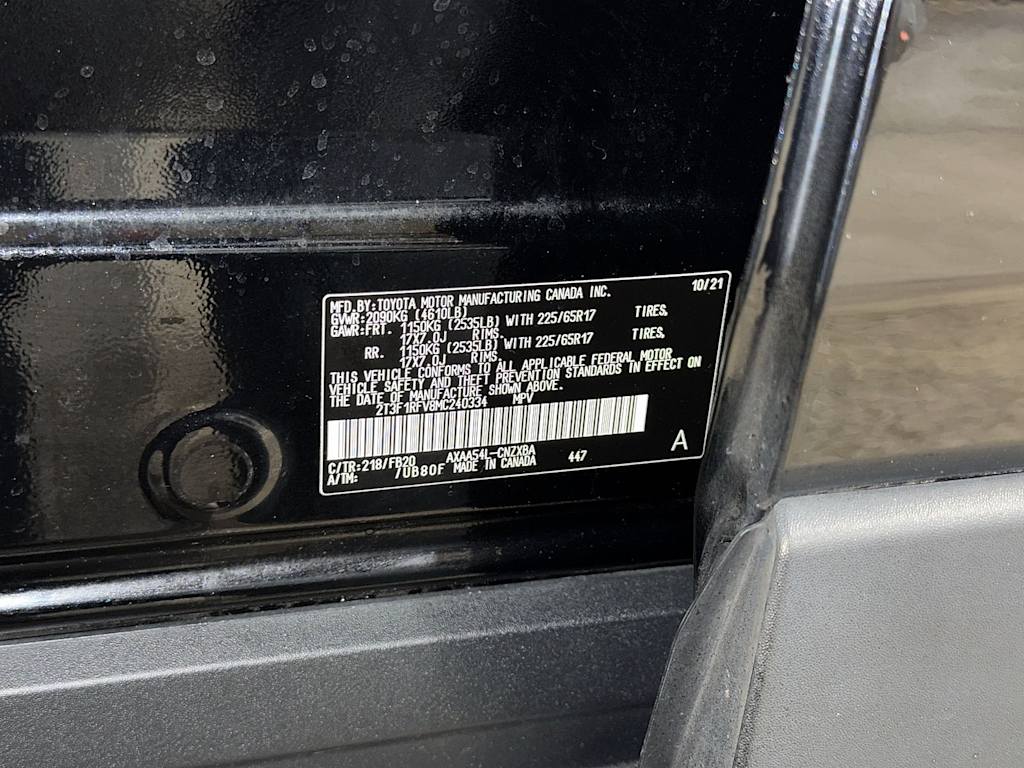 MFD.BY:TOYOTA MOTOR MANUFACTURING CANADA INC. 10/21
GVWR:2090KG (4610LB)
GAWR:FRT. 1150KG (2535LB) WITH 225/65R17 TIRES,
17X7.0J RIMS,
RR. 1150KG (2535LB) WITH 225/65R17 TIRES,
17X7.0J RIMS.
THIS VEHICLE CONFORMS TO ALL APPLICABLE FEDERAL MOTOR
VEHICLE SAFETY AND THEFT PREVENTION STANDARDS IN EFFECT ON
THE DATE OF MANUFACTURE SHOWN ABOVE.
2T3F1RFV8MC240334 MPV
C/TR:218/FB20 AXAA54L-CNZXBA 447 A
A/TM: /UB80F MADE IN CANADA